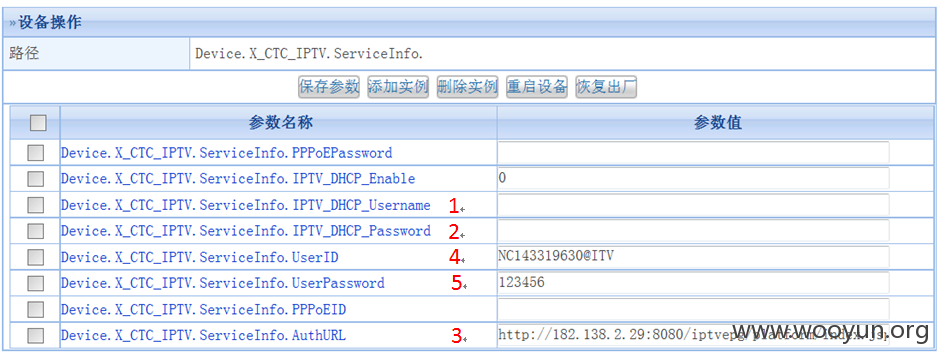 »设备操作
路径 Device.X_CTC_IPTV.ServiceInfo.
保存参数 添加实例 删除实例 重启设备 恢复出厂
参数名称 参数值
Device.X_CTC_IPTV.ServiceInfo.PPPoEPassword
Device.X_CTC_IPTV.ServiceInfo.IPTV_DHCP_Enable 0
Device.X_CTC_IPTV.ServiceInfo.IPTV_DHCP_Username 1
Device.X_CTC_IPTV.ServiceInfo.IPTV_DHCP_Password 2
Device.X_CTC_IPTV.ServiceInfo.UserID 4 NC143319630@ITV
Device.X_CTC_IPTV.ServiceInfo.UserPassword 5 123456
Device.X_CTC_IPTV.ServiceInfo.PPPoEID
Device.X_CTC_IPTV.ServiceInfo.AuthURL 3 http://182.138.2.29:8080/iptvepg/platform/index.jsp
www.wooyun.org